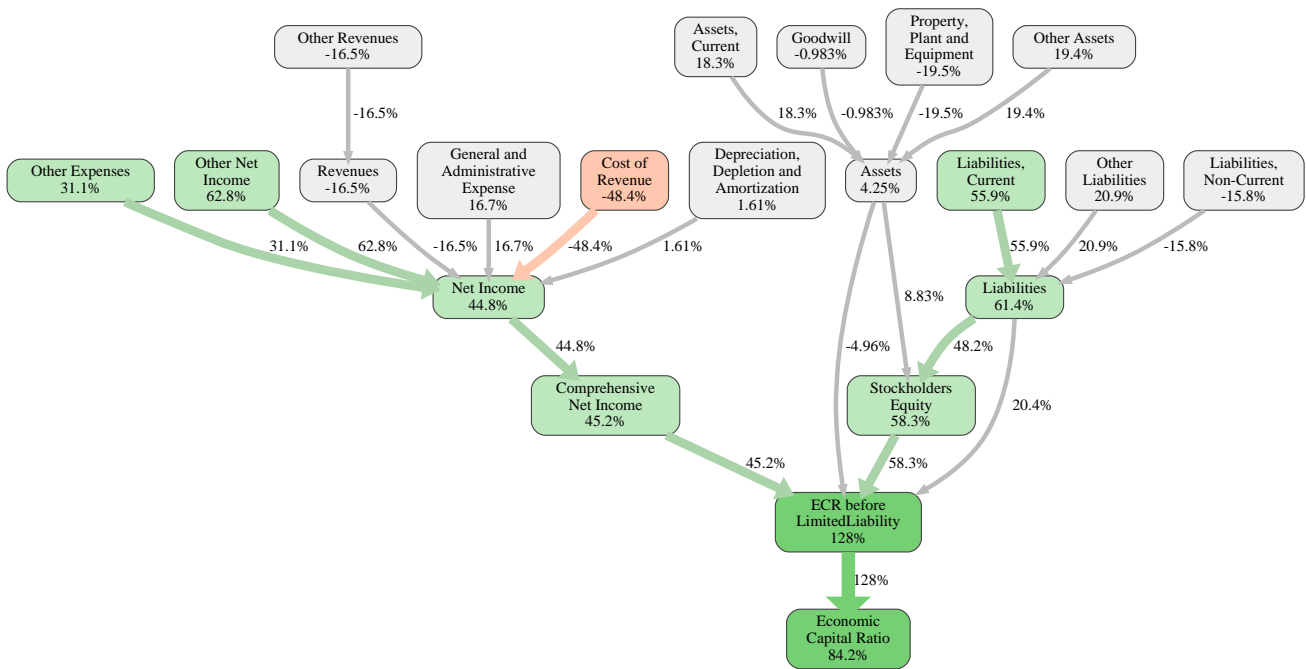 Other Revenues
-16.5%
Assets,
Current
18.3%
Goodwill
-0.983%
Property,
Plant and
Equipment
-19.5%
Other Assets
19.4%
-16.5%
18.3%
-0.983%
-19.5%
19.4%
Other Expenses
31.1%
Other Net
Income
62.8%
Revenues
-16.5%
General and
Administrative
Expense
16.7%
Cost of
Revenue
-48.4%
Depreciation,
Depletion and
Amortization
1.61%
Assets
4.25%
Liabilities,
Current
55.9%
Other
Liabilities
20.9%
Liabilities,
Non-Current
-15.8%
31.1%
62.8%
-16.5%
16.7%
-48.4%
1.61%
55.9%
20.9%
-15.8%
Net Income
44.8%
8.83%
Liabilities
61.4%
44.8%
-4.96%
48.2%
Comprehensive
Net Income
45.2%
Stockholders
Equity
58.3%
20.4%
45.2%
58.3%
ECR before
LimitedLiability
128%
128%
Economic
Capital Ratio
84.2%